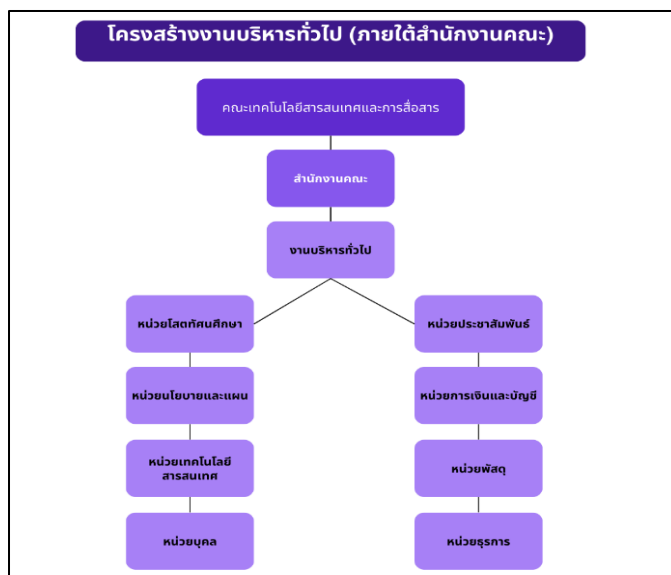 โครงสร้างงานบริหารทั่วไป (ภายใต้สำนักงานคณะ)
คณะเทคโนโลยีสารสนเทศและการสื่อสาร
สำนักงานคณะ
งานบริหารทั่วไป
หน่วยโสตทัศนศึกษา
หน่วยประชาสัมพันธ์
หน่วยนโยบายและแผน
หน่วยการเงินและบัญชี
หน่วยเทคโนโลยี
สารสนเทศ
หน่วยพัสดุ
หน่วยบุคล
หน่วยธุรการ